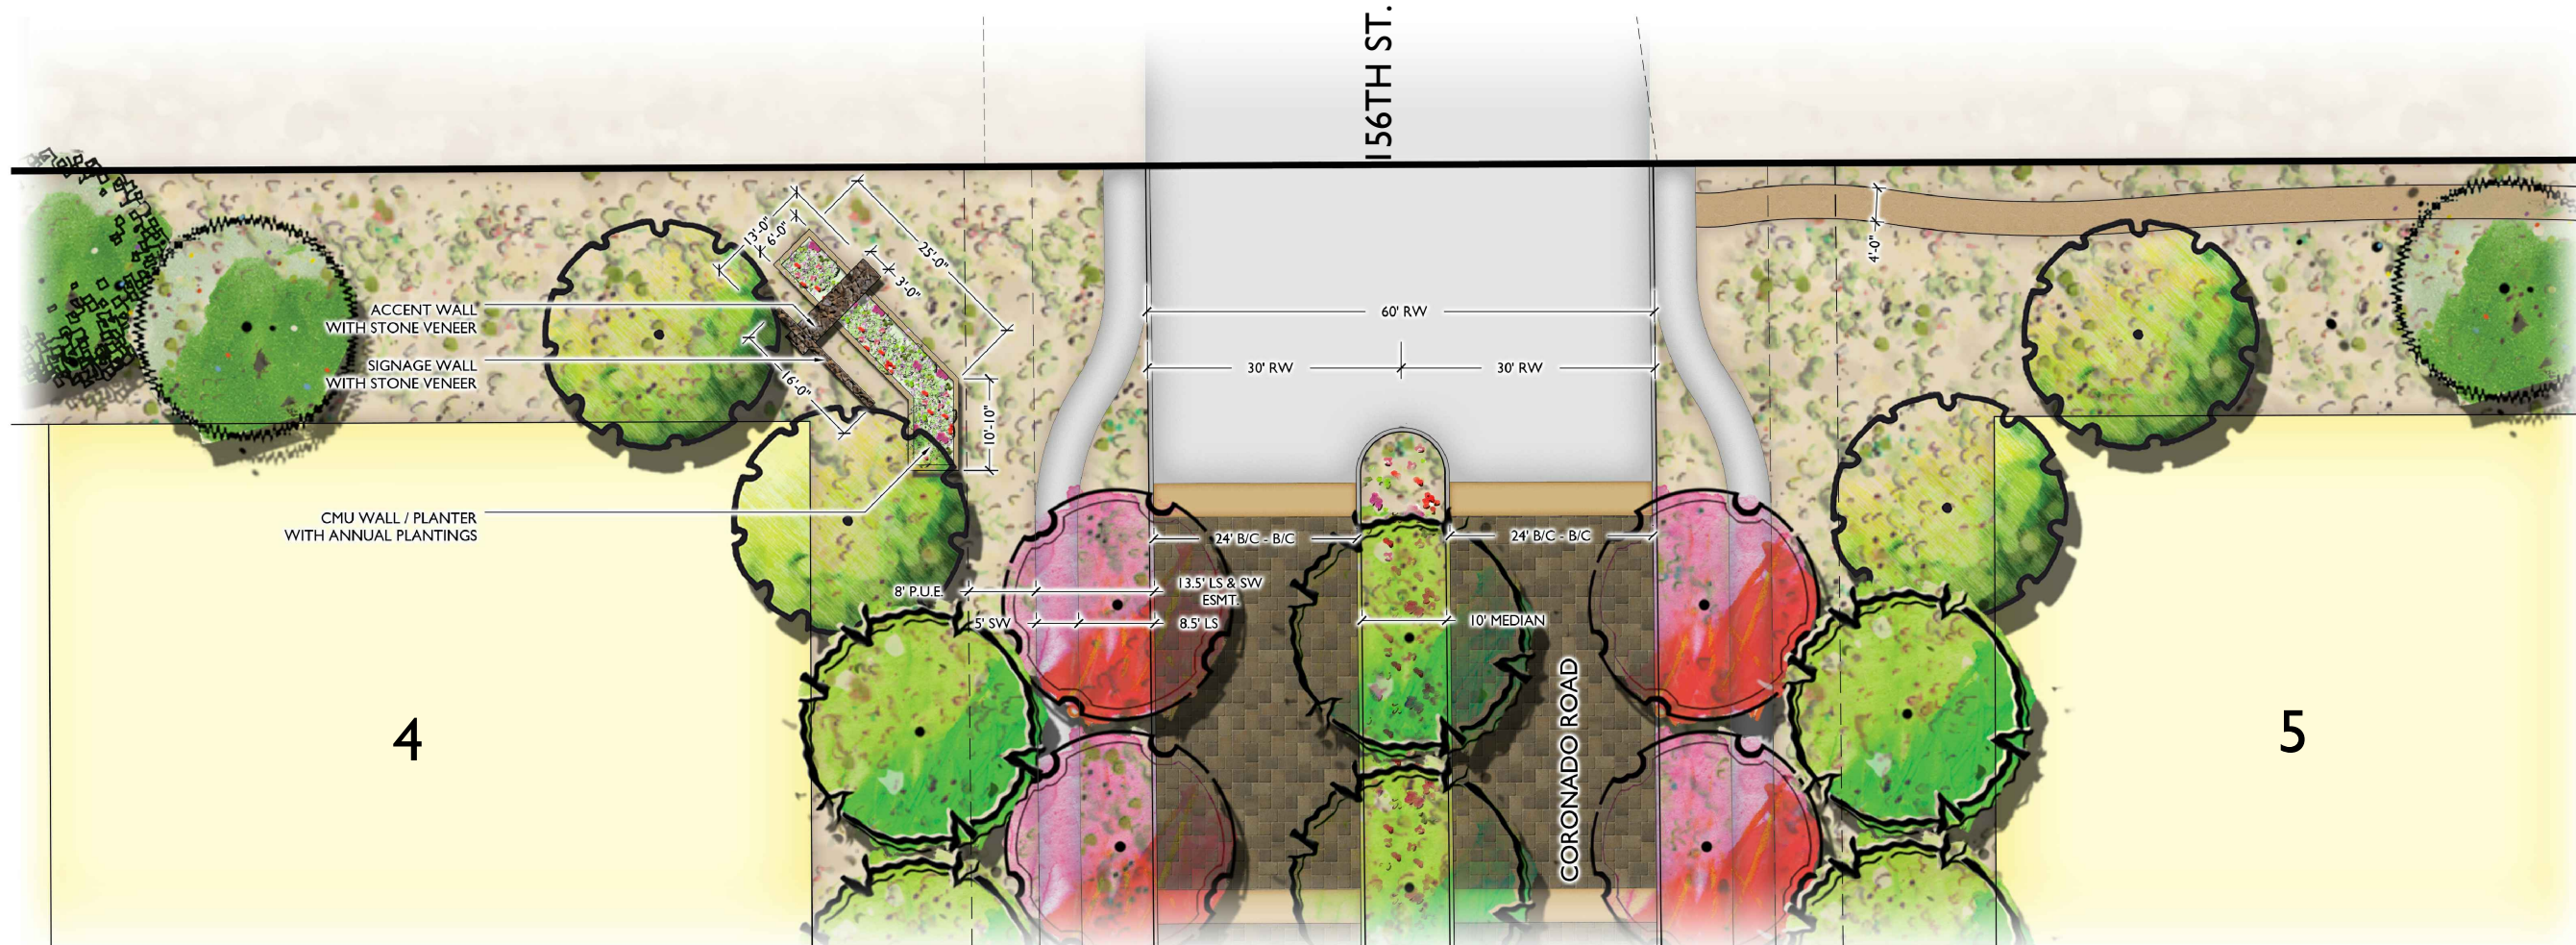 156TH ST.
13'-0"
6'-0"
25'-0"
3'-0"
4'-0"
ACCENT WALL
WITH STONE VENEER
60' RW
SIGNAGE WALL
WITH STONE VENEER
30' RW
30' RW
16'-0"
10'-10"
CMU WALL / PLANTER
WITH ANNUAL PLANTINGS
24' B/C - B/C
24' B/C - B/C
8' P.U.E.
13.5' LS & SW
ESMT.
5' SW
8.5' LS
10' MEDIAN
CORONADO ROAD
4
5